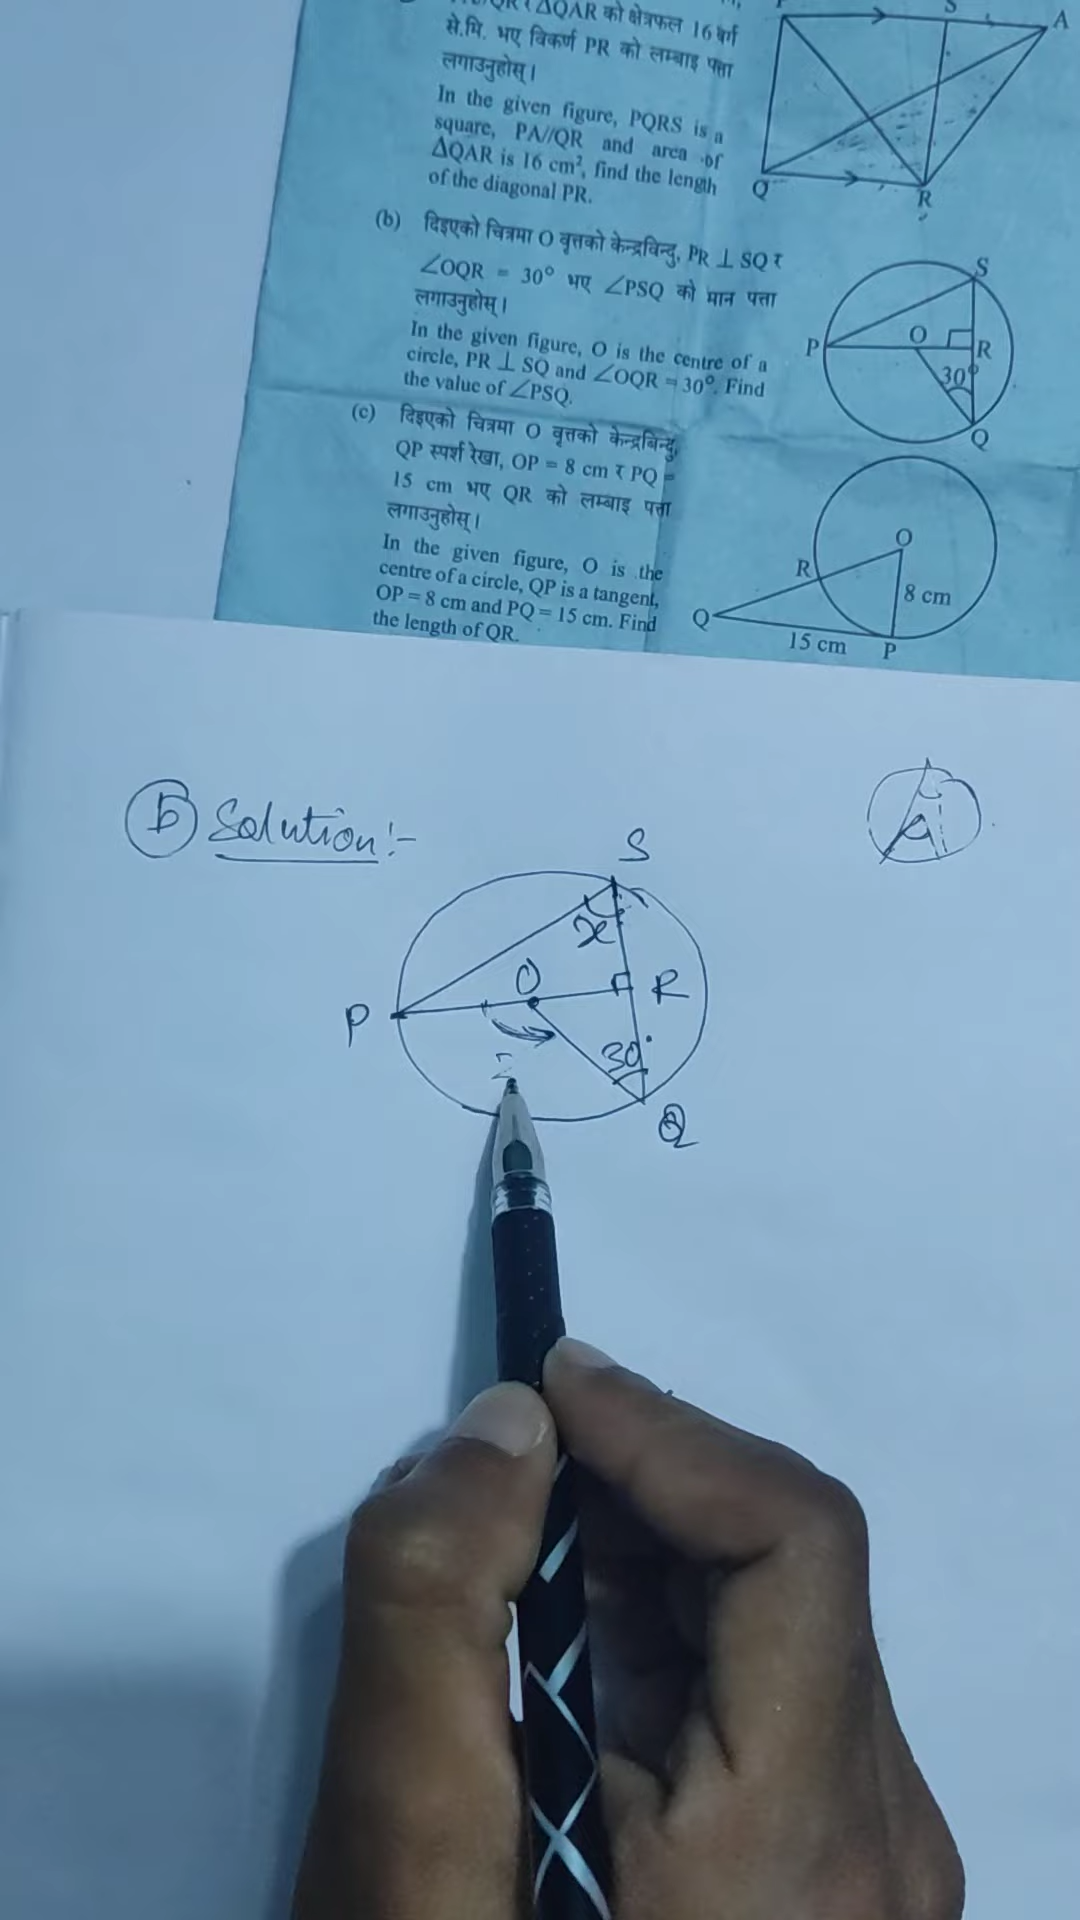 ∆QAR को क्षेत्रफल 16 वर्ग
से.मि. भए विकर्ण PR को लम्बाइ पत्ता
लगाउनुहोस् ।
In the given figure, PQRS is a
square, PA//QR and area of
∆QAR is 16 cm², find the length
of the diagonal PR.
S
A
Q
R
(b) दिइएको चित्रमा O वृत्तको केन्द्रविन्दु, PR ⊥ SQ र
∠OQR = 30° भए ∠PSQ को मान पत्ता
लगाउनुहोस् ।
In the given figure, O is the centre of a
circle, PR ⊥ SQ and ∠OQR = 30°. Find
the value of ∠PSQ.
S
P
O
R
30°
Q
(c) दिइएको चित्रमा O वृत्तको केन्द्रबिन्दु,
QP स्पर्श रेखा, OP = 8 cm र PQ =
15 cm भए QR को लम्बाइ पत्ता
लगाउनुहोस् ।
In the given figure, O is the
centre of a circle, QP is a tangent,
OP = 8 cm and PQ = 15 cm. Find
the length of QR.
O
R
8 cm
Q
15 cm
P
(b) Solution:-
S
x
O
R
P
30°
Q